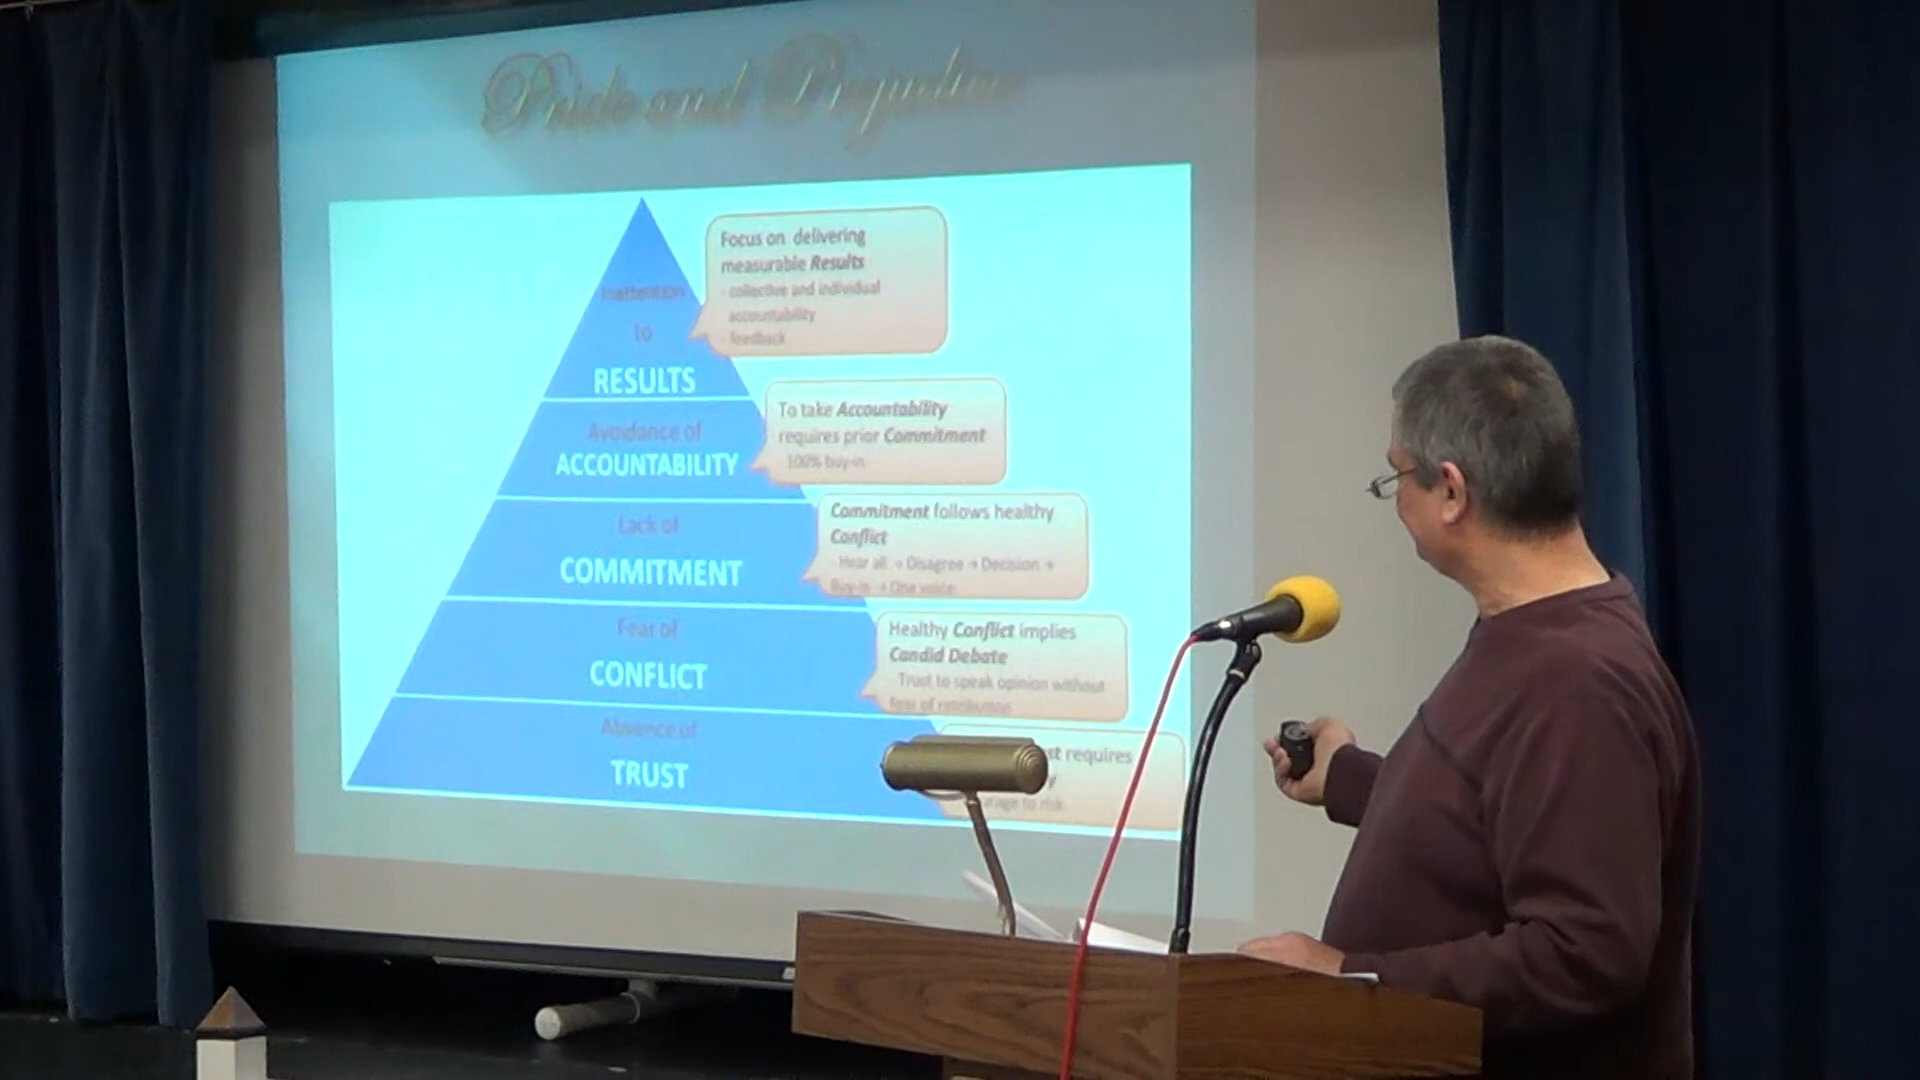 Pride and Prejudice
Inattention
to
RESULTS
Focus on delivering
measurable Results
- collective and individual
accountability
- feedback
Avoidance of
ACCOUNTABILITY
To take Accountability
requires prior Commitment
100% buy-in
Lack of
COMMITMENT
Commitment follows healthy
Conflict
- Hear all → Disagree → Decision →
Buy-in → One voice
Fear of
CONFLICT
Healthy Conflict implies
Candid Debate
Trust to speak opinion without
fear of retribution
Absence of
TRUST
requires
to risk